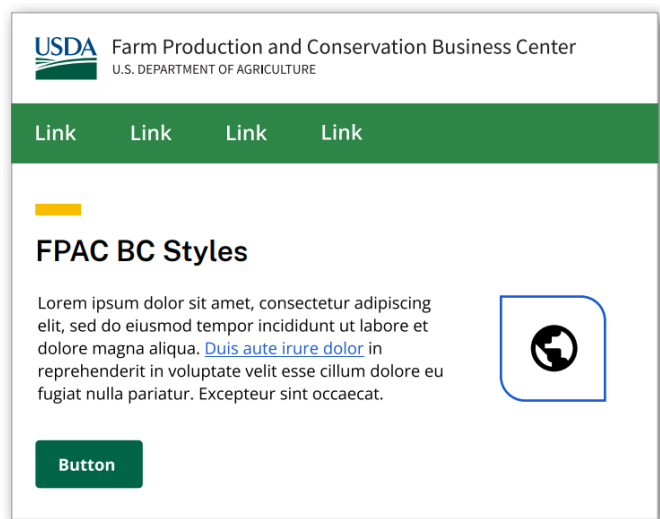 USDA
Farm Production and Conservation Business Center
U.S. DEPARTMENT OF AGRICULTURE
Link Link Link Link
FPAC BC Styles
Lorem ipsum dolor sit amet, consectetur adipiscing
elit, sed do eiusmod tempor incididunt ut labore et
dolore magna aliqua. Duis aute irure dolor in
reprehenderit in voluptate velit esse cillum dolore eu
fugiat nulla pariatur. Excepteur sint occaecat.
Button